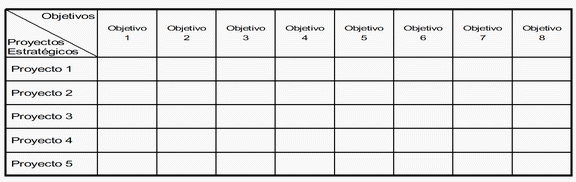 Objetivos
Proyectos
Estratégicos
Objetivo
1
Objetivo
2
Objetivo
3
Objetivo
4
Objetivo
5
Objetivo
6
Objetivo
7
Objetivo
8
Proyecto 1
Proyecto 2
Proyecto 3
Proyecto 4
Proyecto 5